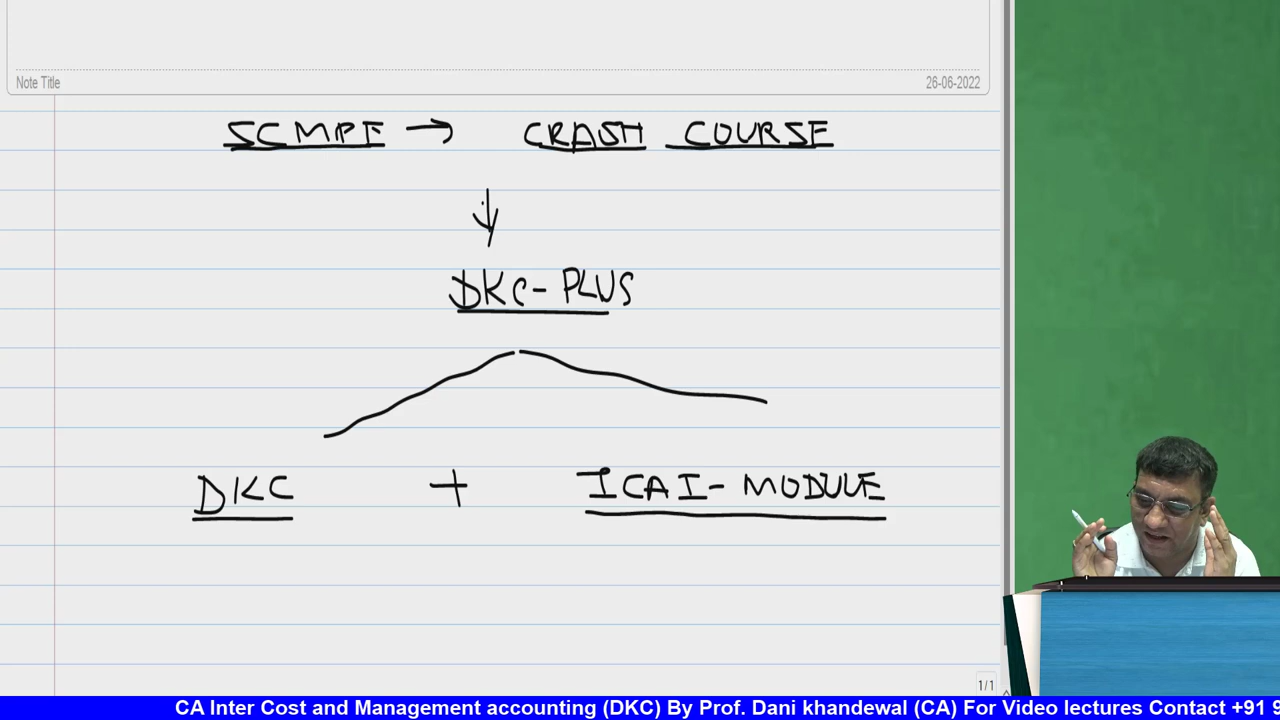 Note Title
26-06-2022
SCMPE → CRASH COURSE
↓
DKC-PLUS
DKC + ICAI-MODULE
1/1
CA Inter Cost and Management accounting (DKC) By Prof. Dani khandewal (CA) For Video lectures Contact +91 9